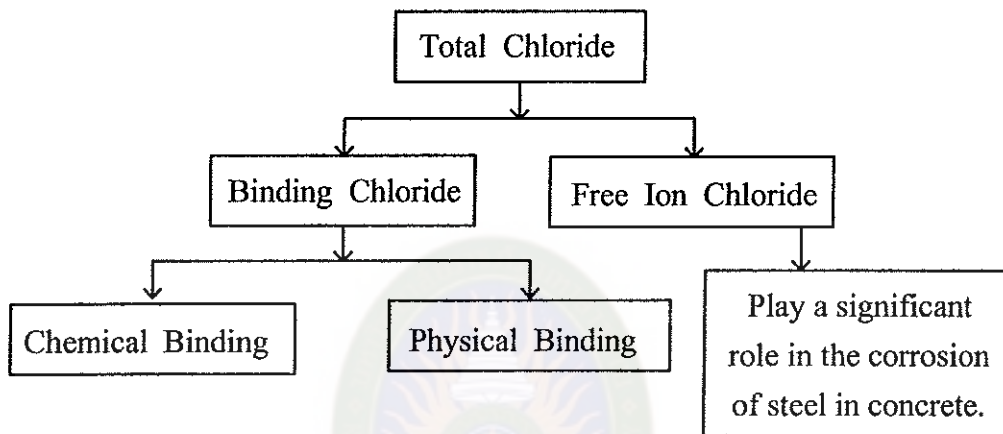 Total Chloride
Binding Chloride
Free Ion Chloride
Chemical Binding
Physical Binding
Play a significant
role in the corrosion
of steel in concrete.